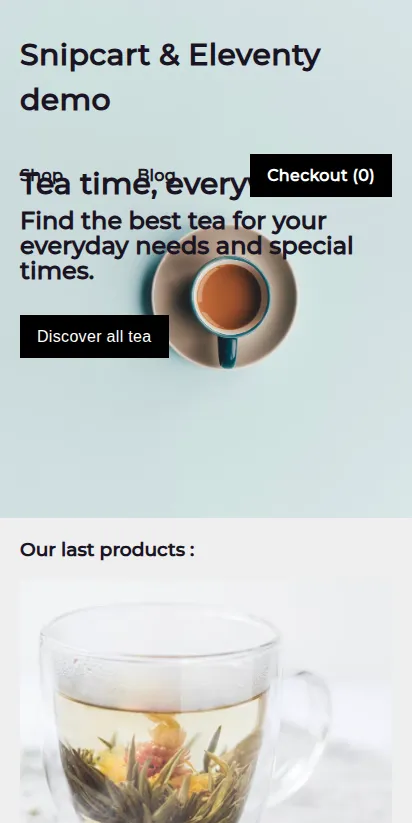 Snipcart & Eleventy
demo
Shop Blog Checkout (0)
Tea time,
Find the best tea for your
everyday needs and special
times.
Discover all tea
Our last products :